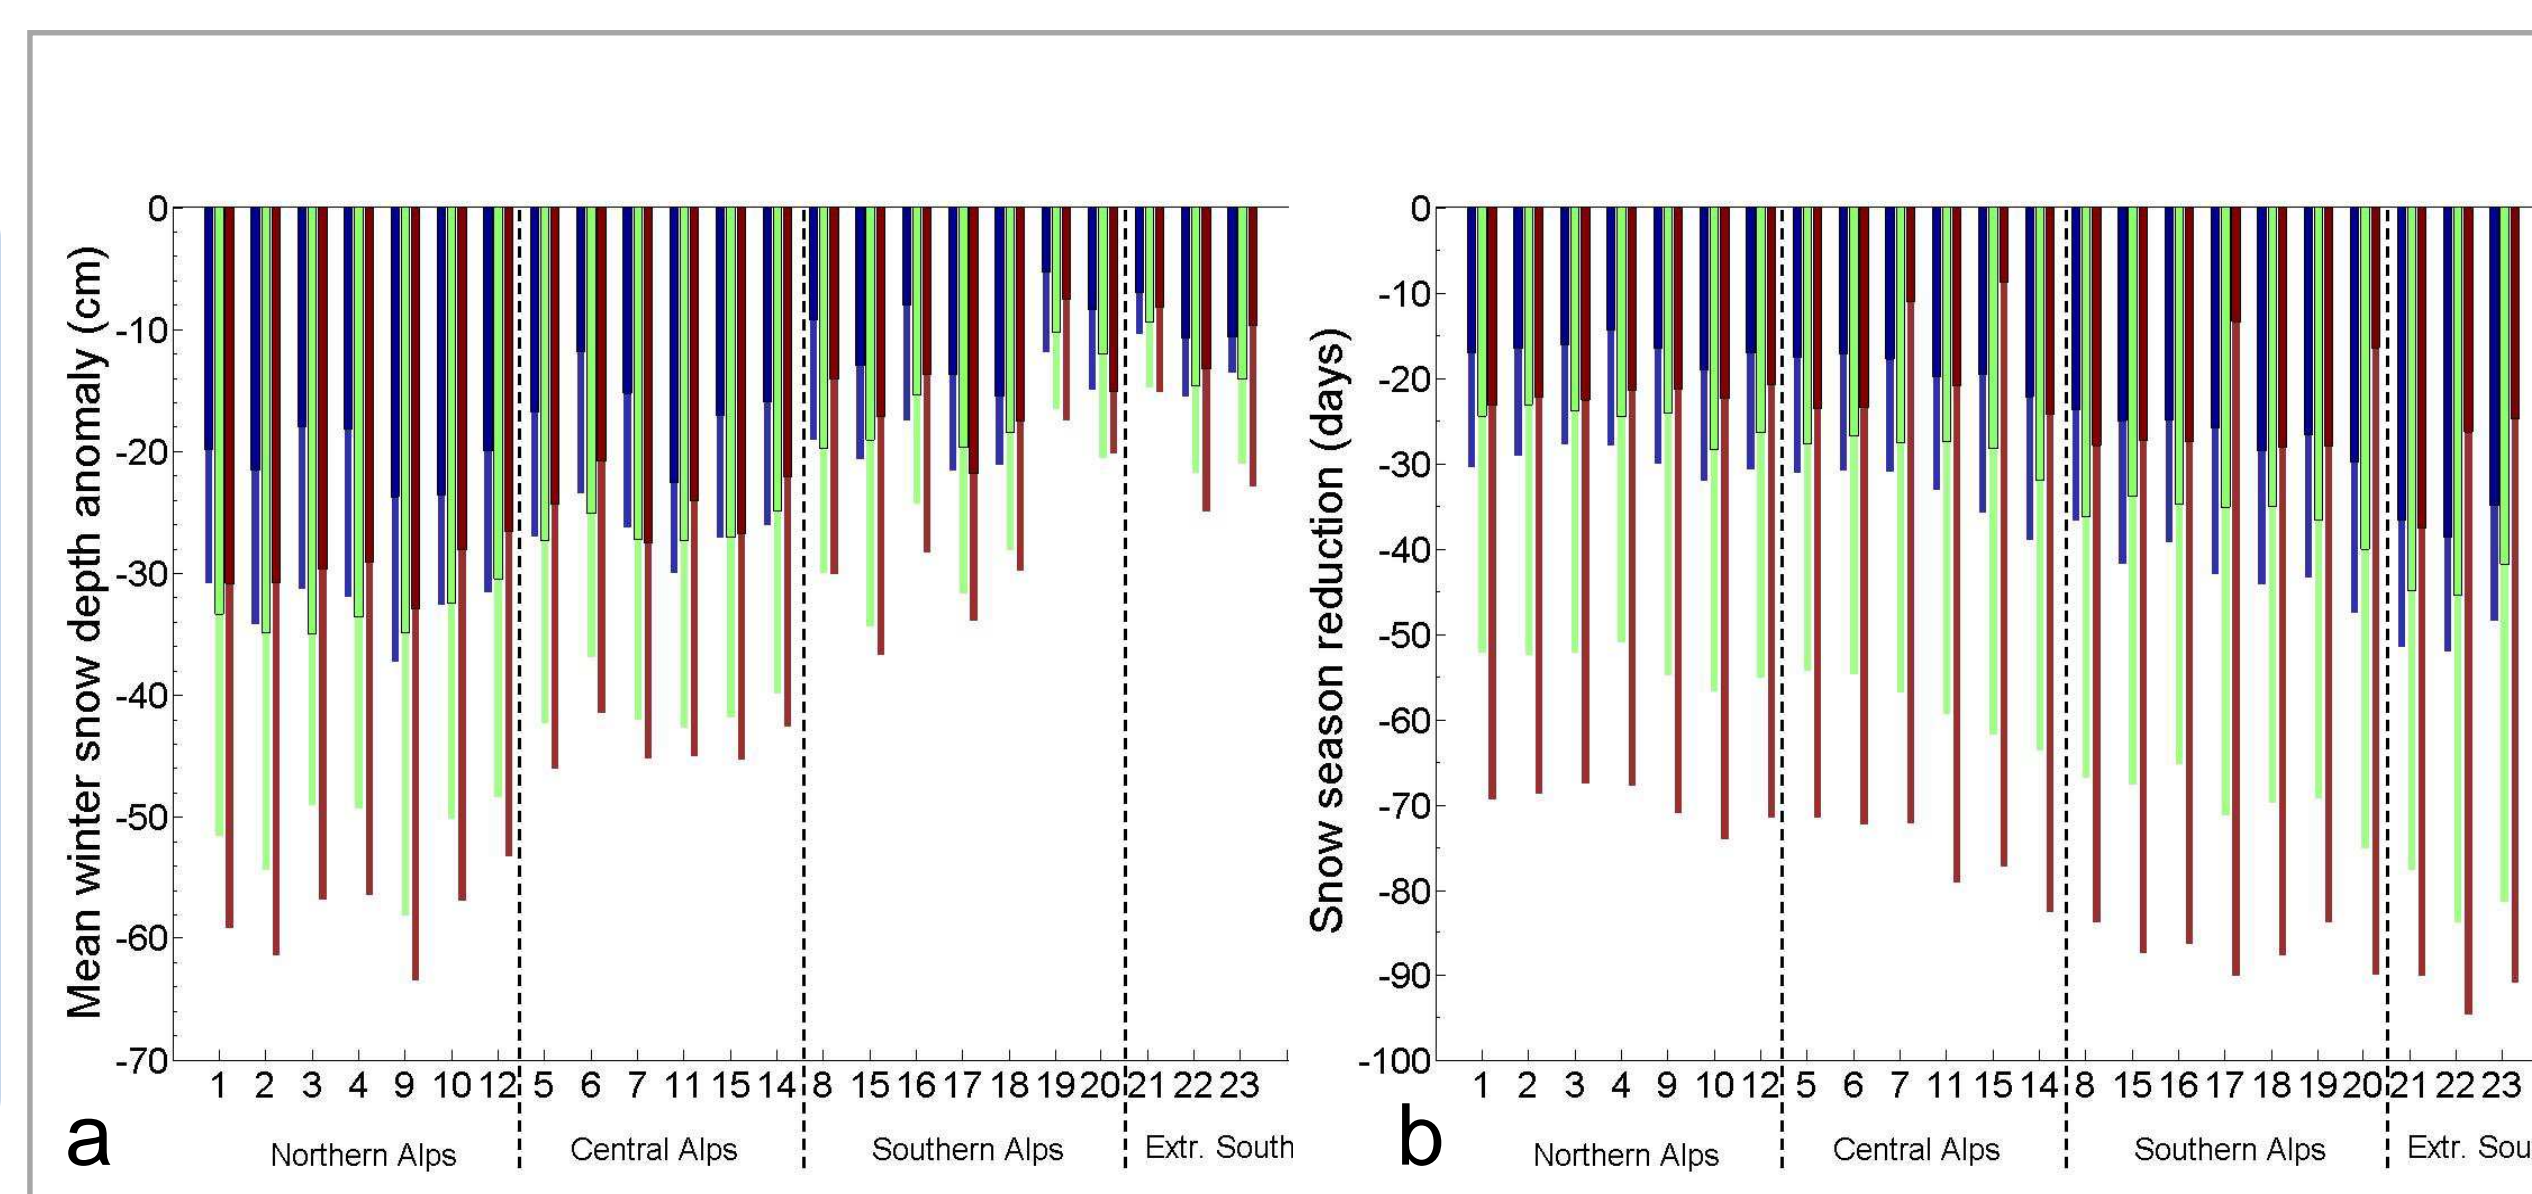 Mean winter snow depth anomaly (cm)
0
-10
-20
-30
-40
-50
-60
-70
1 2 3 4 9 10 12 5 6 7 11 15 14 8 15 16 17 18 19 20 21 22 23
a
Northern Alps Central Alps Southern Alps Extr. South
Snow season reduction (days)
0
-10
-20
-30
-40
-50
-60
-70
-80
-90
-100
1 2 3 4 9 10 12 5 6 7 11 15 14 8 15 16 17 18 19 20 21 22 23
b
Northern Alps Central Alps Southern Alps Extr. Sou